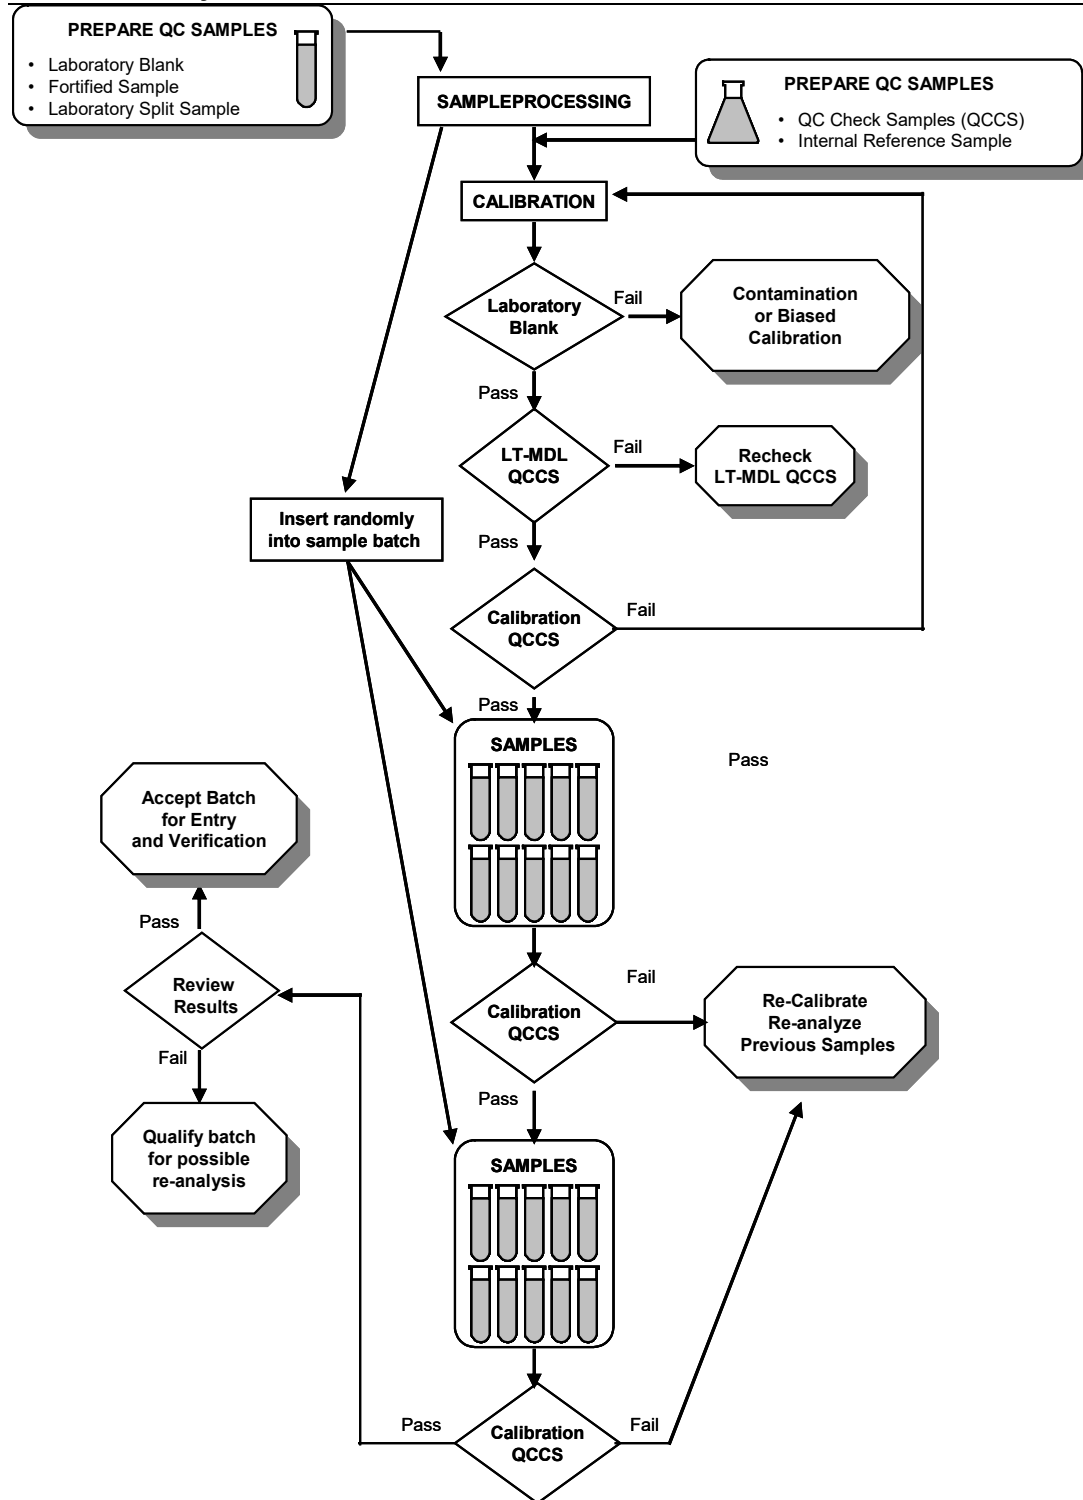 PREPARE QC SAMPLES
• Laboratory Blank
• Fortified Sample
• Laboratory Split Sample
SAMPLEPROCESSING
PREPARE QC SAMPLES
• QC Check Samples (QCCS)
• Internal Reference Sample
CALIBRATION
Laboratory
Blank
Fail
Contamination
or Biased
Calibration
Pass
LT-MDL
QCCS
Fail
Recheck
LT-MDL QCCS
Insert randomly
into sample batch
Pass
Calibration
QCCS
Fail
Pass
SAMPLES
Pass
Accept Batch
for Entry
and Verification
Pass
Review
Results
Fail
Qualify batch
for possible
re-analysis
Calibration
QCCS
Fail
Re-Calibrate
Re-analyze
Previous Samples
Pass
SAMPLES
Pass
Calibration
QCCS
Fail